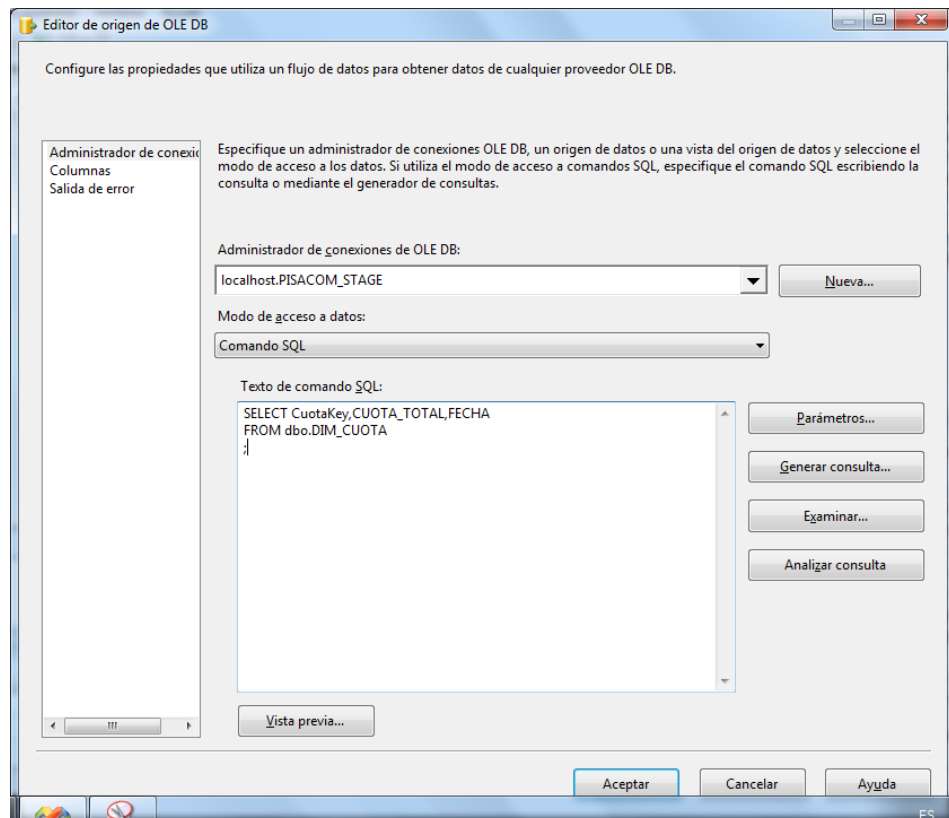 Editor de origen de OLE DB
Configure las propiedades que utiliza un flujo de datos para obtener datos de cualquier proveedor OLE DB.
Administrador de conexi
Columnas
Salida de error
Especifique un administrador de conexiones OLE DB, un origen de datos o una vista del origen de datos y seleccione el
modo de acceso a los datos. Si utiliza el modo de acceso a comandos SQL, especifique el comando SQL escribiendo la
consulta o mediante el generador de consultas.
Administrador de conexiones de OLE DB:
localhost.PISACOM_STAGE
Nueva...
Modo de acceso a datos:
Comando SQL
Texto de comando SQL:
SELECT CuotaKey,CUOTA_TOTAL,FECHA
FROM dbo.DIM_CUOTA
;
Parámetros...
Generar consulta...
Examinar...
Analizar consulta
Vista previa...
Aceptar
Cancelar
Ayuda
ES